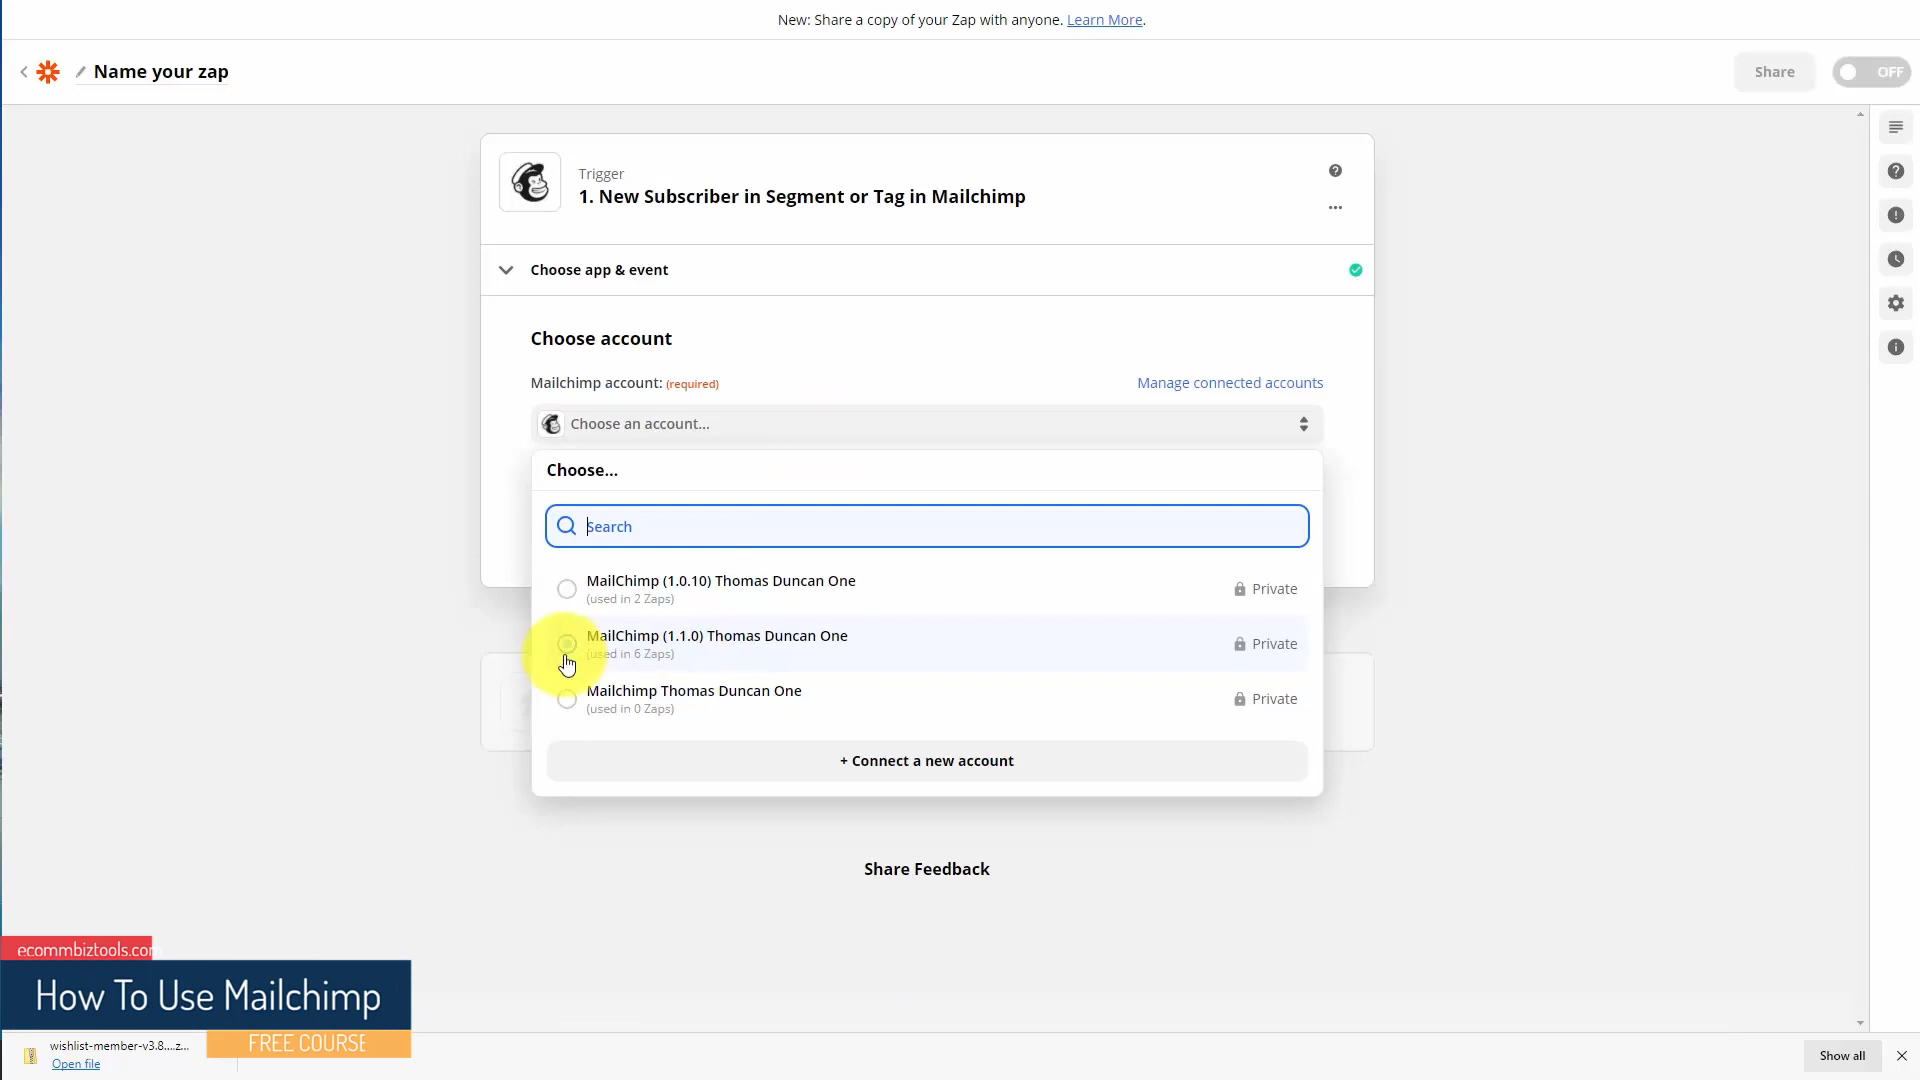 New: Share a copy of your Zap with anyone. Learn More.
Name your zap
Share
OFF
Trigger
1. New Subscriber in Segment or Tag in Mailchimp
Choose app & event
Choose account
Mailchimp account: (required)
Manage connected accounts
Choose an account...
Choose...
Search
MailChimp (1.0.10) Thomas Duncan One
(used in 2 Zaps)
Private
MailChimp (1.1.0) Thomas Duncan One
(used in 6 Zaps)
Private
Mailchimp Thomas Duncan One
(used in 0 Zaps)
Private
+ Connect a new account
Share Feedback
ecommbiztools.com
How To Use Mailchimp
FREE COURSE
wishlist-member-v3.8....z...
Open file
Show all